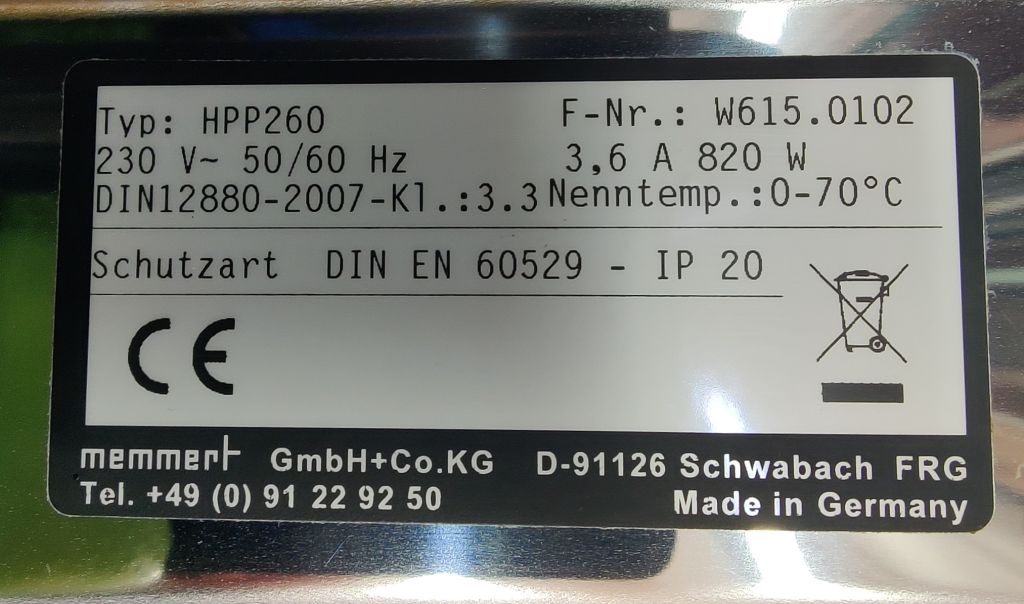 Typ: HPP260 F-Nr.: W615.0102
230 V~ 50/60 Hz 3,6 A 820 W
DIN12880-2007-Kl.:3.3 Nenntemp.:0-70°C
Schutzart DIN EN 60529 - IP 20
CE
memmert GmbH+Co.KG D-91126 Schwabach FRG
Tel. +49 (0) 91 22 92 50 Made in Germany